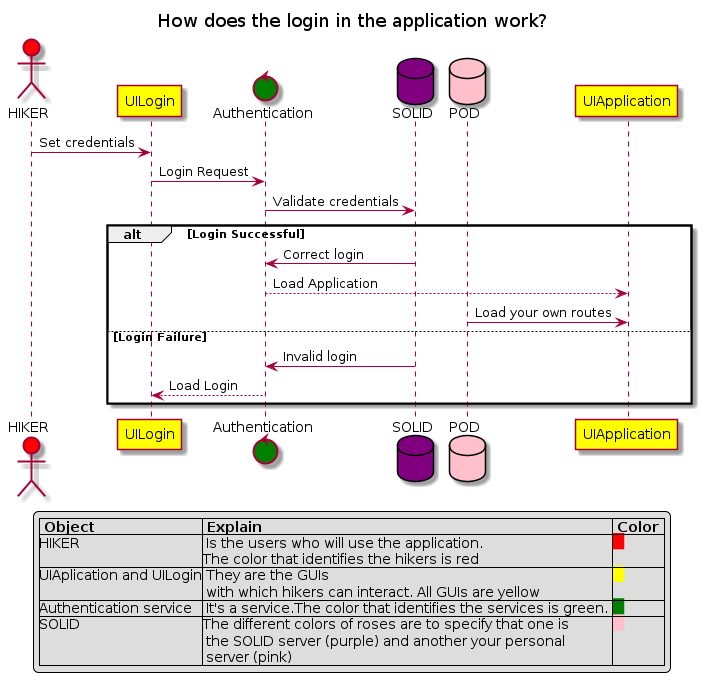 How does the login in the application work?
HIKER
UILogin
Authentication
SOLID
POD
UIApplication
Set credentials
Login Request
Validate credentials
alt
[Login Successful]
Correct login
Load Application
Load your own routes
[Login Failure]
Invalid login
Load Login
HIKER
UILogin
Authentication
SOLID
POD
UIApplication
Object Explain Color
HIKER Is the users who will use the application.
The color that identifies the hikers is red
UIAplication and UILogin They are the GUIs
with which hikers can interact. All GUIs are yellow
Authentication service It's a service.The color that identifies the services is green.
SOLID The different colors of roses are to specify that one is
the SOLID server (purple) and another your personal
server (pink)